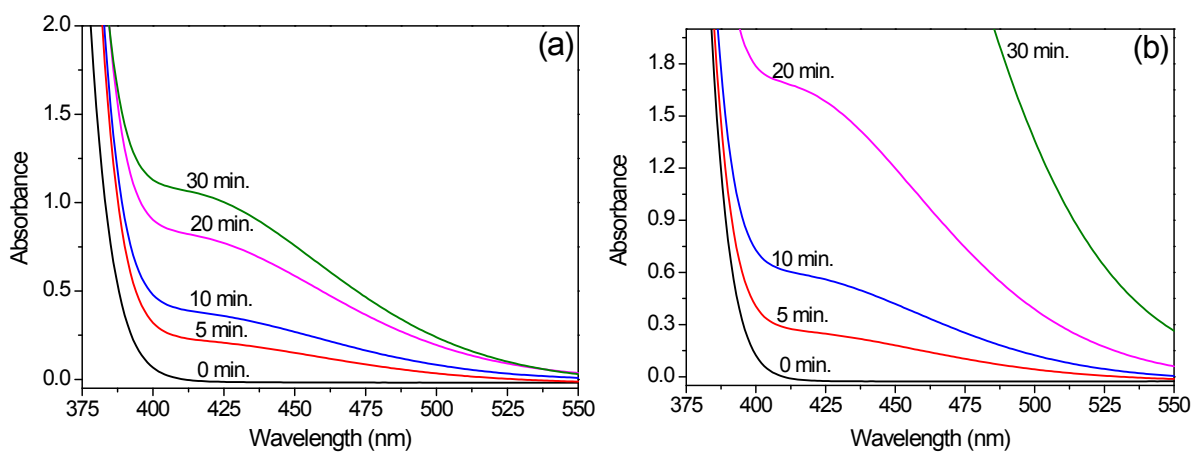 (a)
2.0
1.5
1.0
0.5
0.0
Absorbance
30 min.
20 min.
10 min.
5 min.
0 min.
375 400 425 450 475 500 525 550
Wavelength (nm)
(b)
1.8
1.5
1.2
0.9
0.6
0.3
0.0
Absorbance
30 min.
20 min.
10 min.
5 min.
0 min.
375 400 425 450 475 500 525 550
Wavelength (nm)